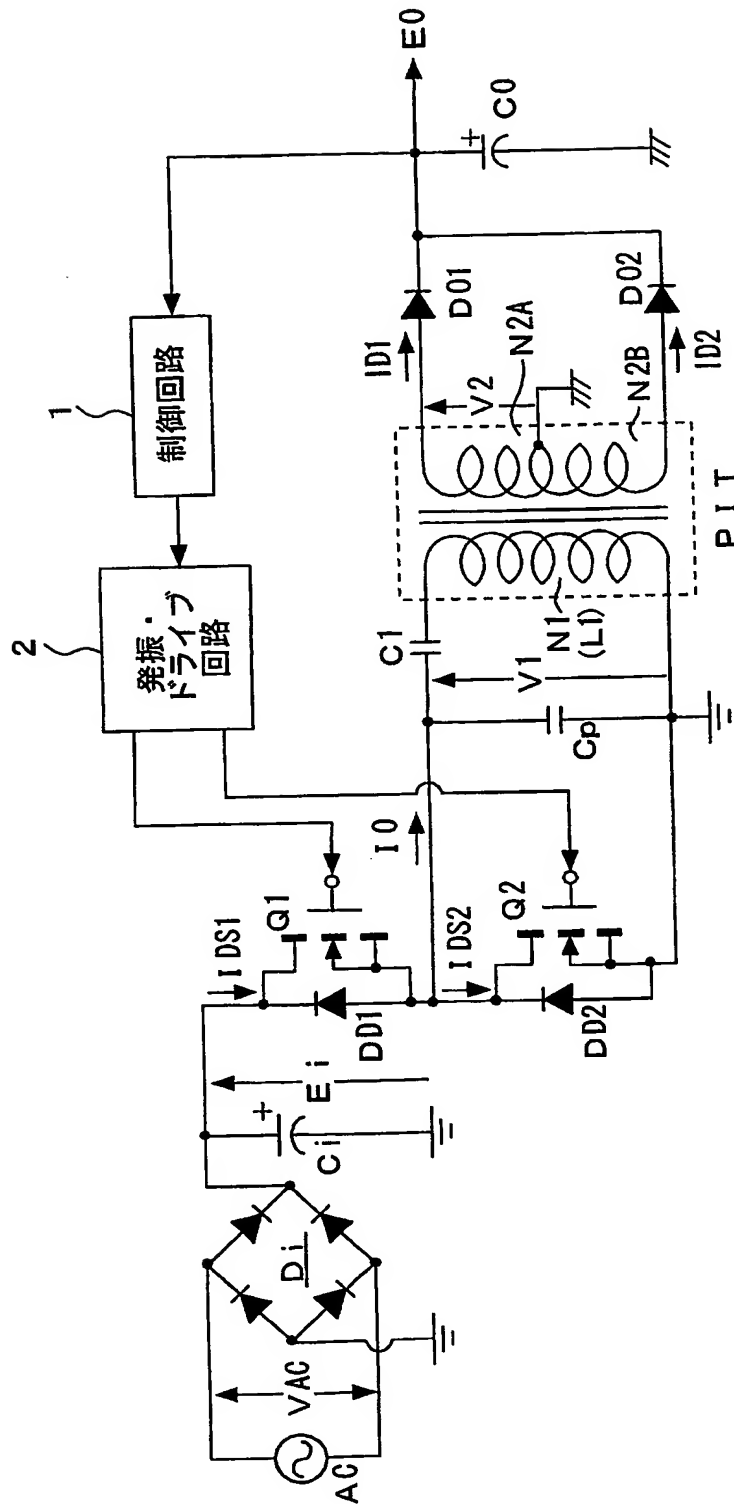 AC
VAC
Di
Ci
+
Ei
IDS1
Q1
DD1
IDS2
Q2
DD2
I0
2
発振・
ドライブ
回路
1
制御回路
C1
V1
Cp
N1
(L1)
PIT
V2
N2A
N2B
ID1
D01
ID2
D02
+
C0
E0